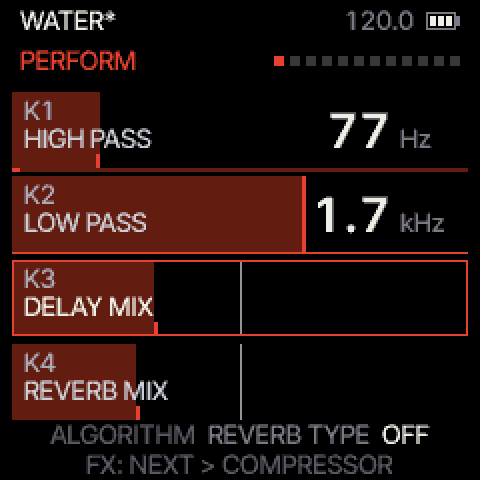 WATER* 120.0
PERFORM
K1
HIGH PASS 77 Hz
K2
LOW PASS 1.7 kHz
K3
DELAY MIX
K4
REVERB MIX
ALGORITHM REVERB TYPE OFF
FX: NEXT > COMPRESSOR